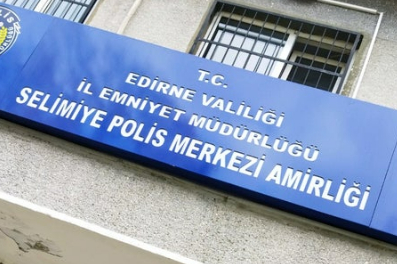 T.C.
EDİRNE VALİLİĞİ
İL EMNİYET MÜDÜRLÜĞÜ
SELİMİYE POLİS MERKEZİ AMİRLİĞİ